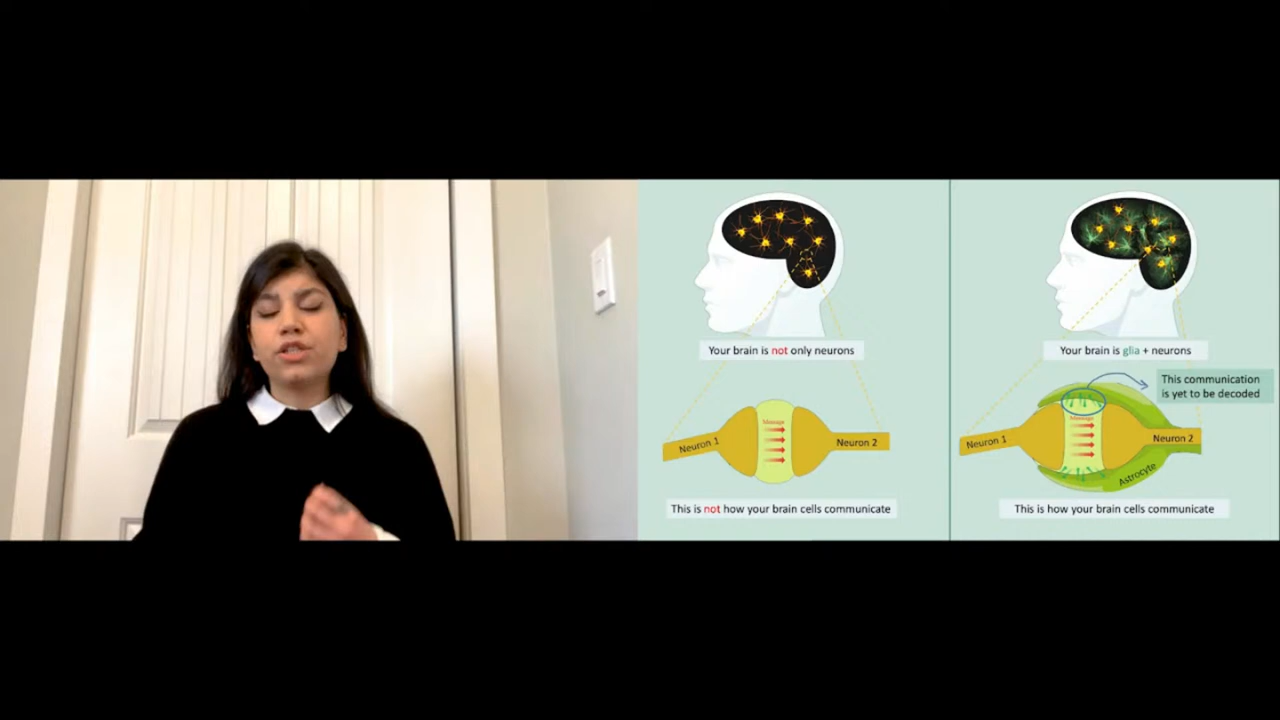 Your brain is not only neurons
Message
Neuron 1
Neuron 2
This is not how your brain cells communicate
Your brain is glia + neurons
This communication
is yet to be decoded
Message
Neuron 1
Neuron 2
Astrocyte
This is how your brain cells communicate